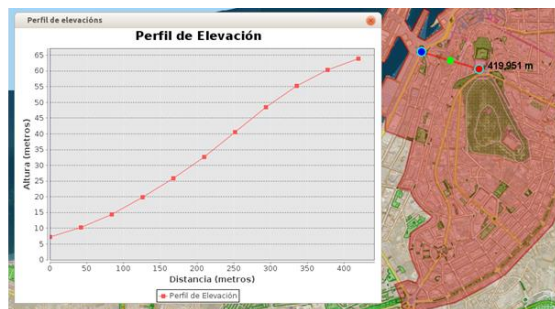 Perfil de elevacións
Perfil de Elevación
Altura (metros)
65
60
55
50
45
40
35
30
25
20
15
10
5
0
0 50 100 150 200 250 300 350 400
Distancia (metros)
Perfil de Elevación
419,951 m